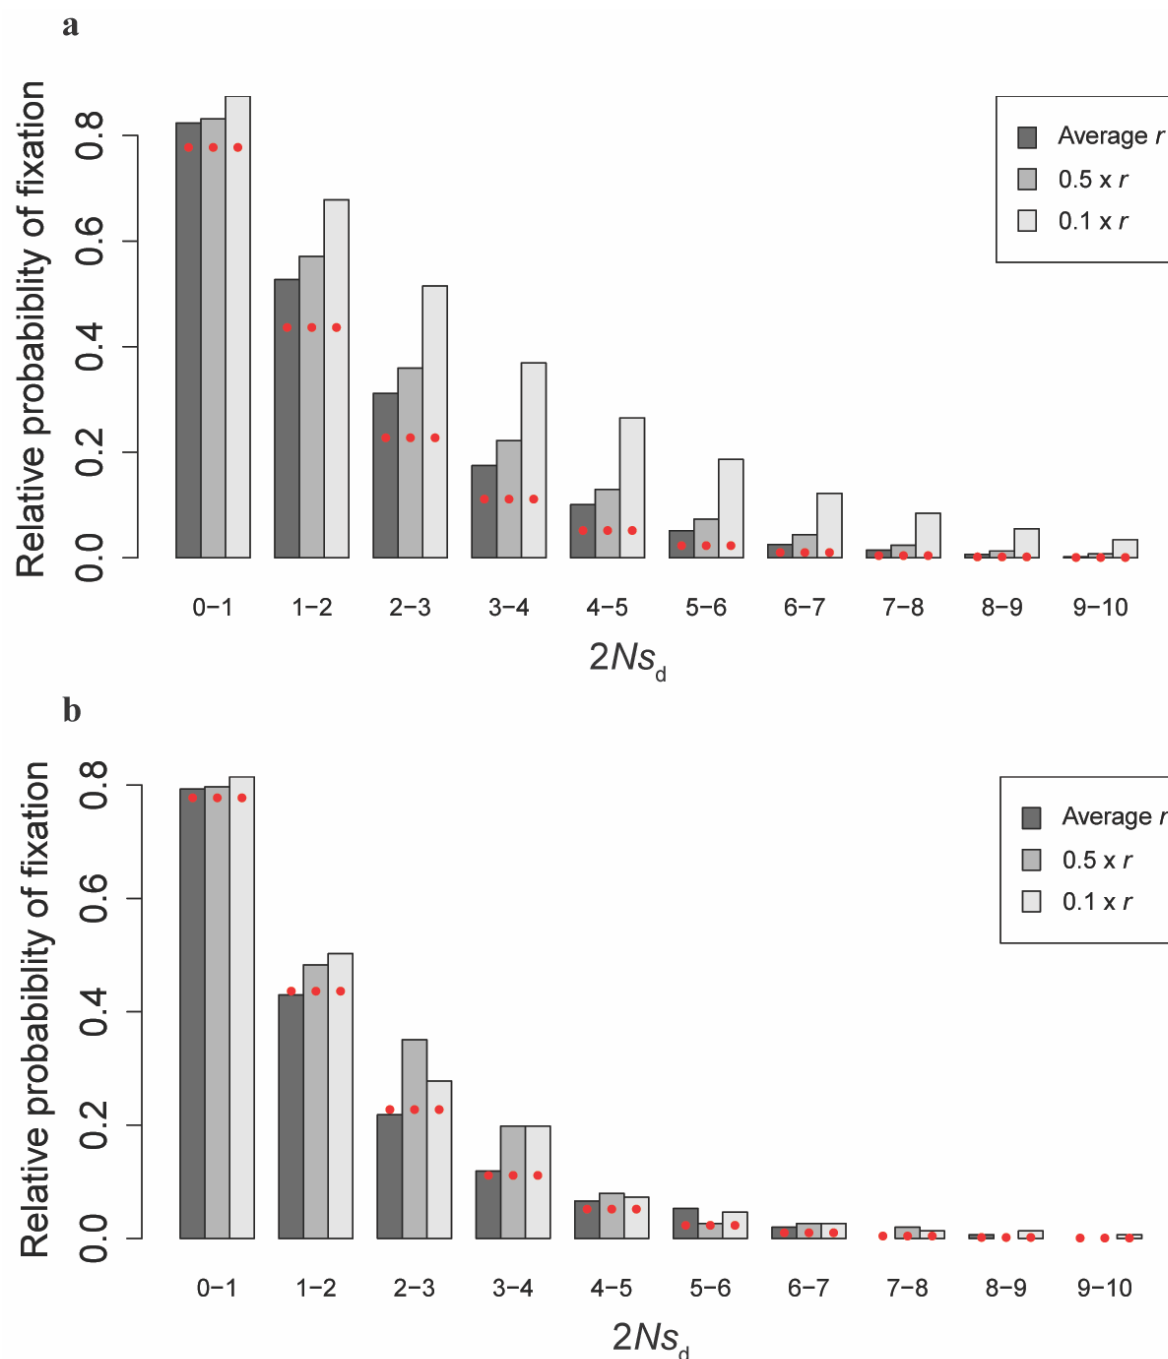 a
Relative probabiblity of fixation
0.8
0.6
0.4
0.2
0.0
Average r
0.5 x r
0.1 x r
0−1 1−2 2−3 3−4 4−5 5−6 6−7 7−8 8−9 9−10
2Nsd
b
Relative probabiblity of fixation
0.8
0.6
0.4
0.2
0.0
Average r
0.5 x r
0.1 x r
0−1 1−2 2−3 3−4 4−5 5−6 6−7 7−8 8−9 9−10
2Nsd